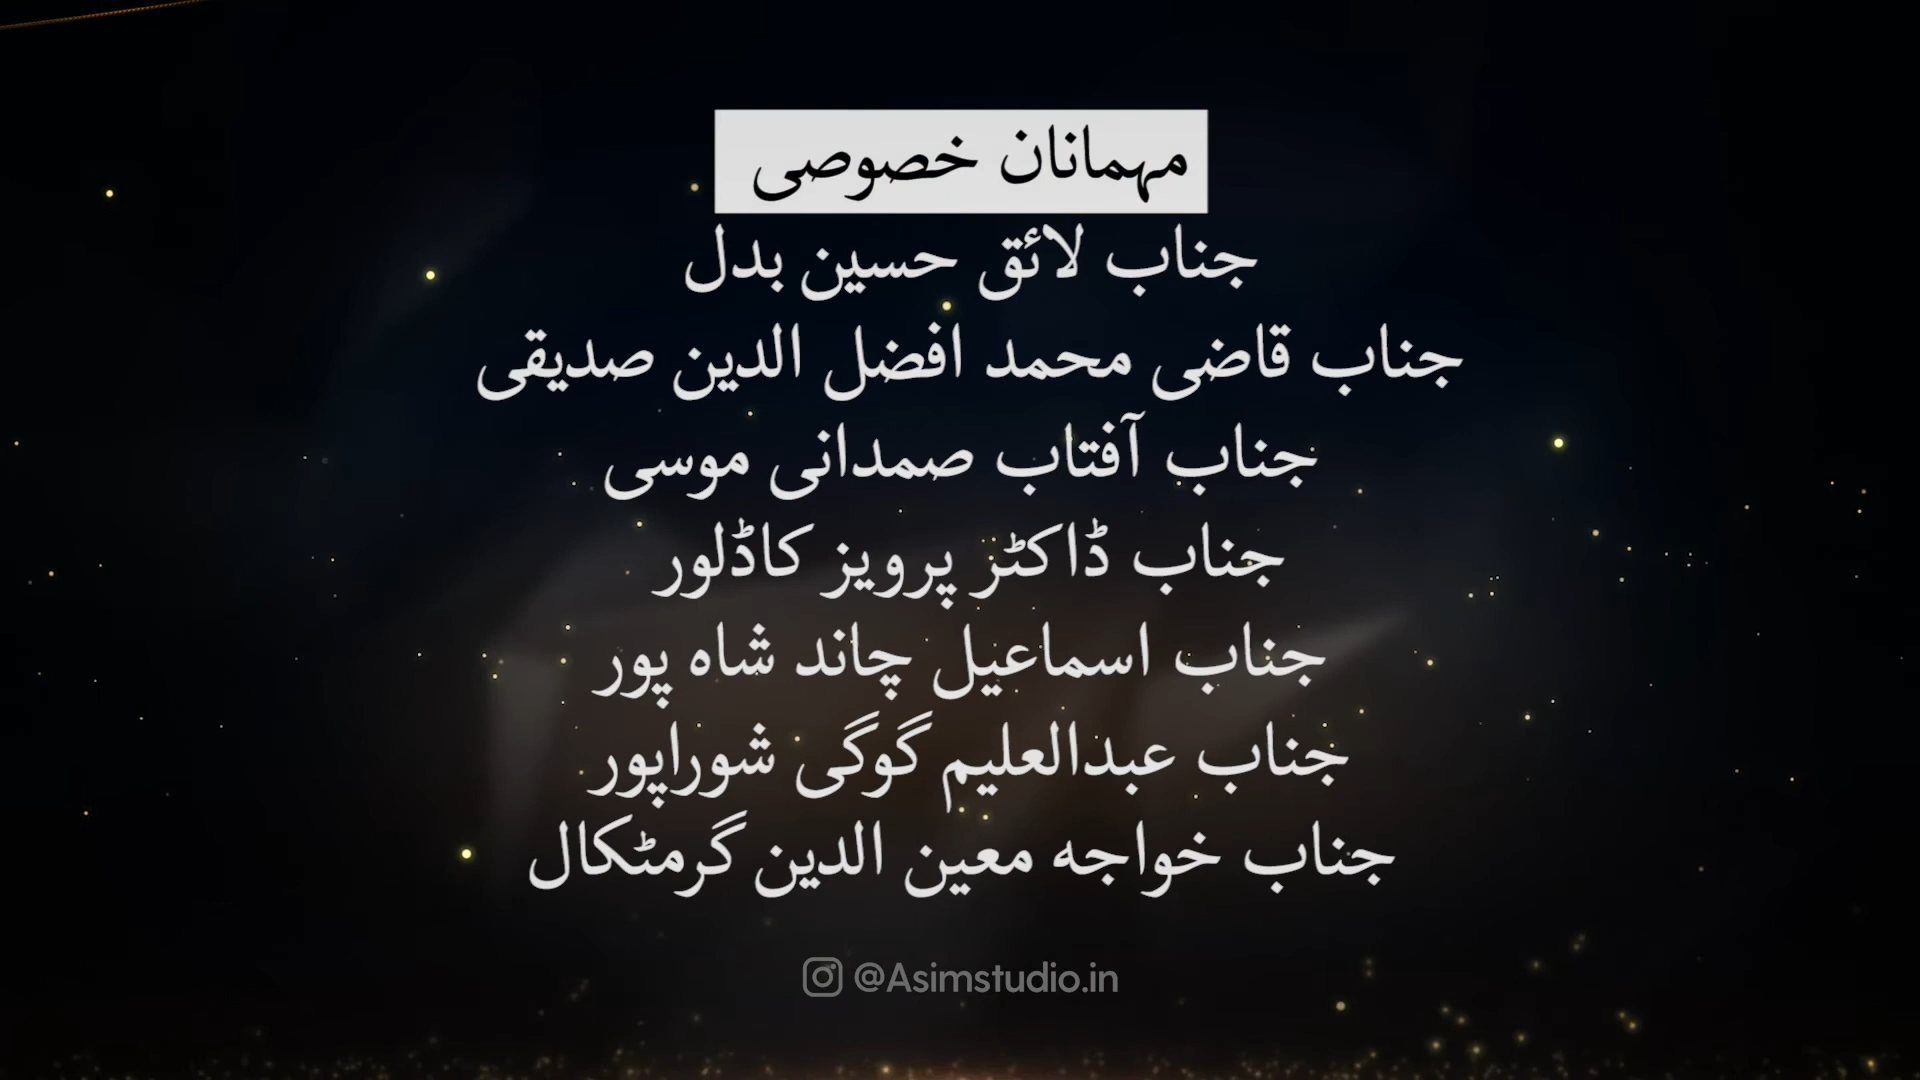 مہمانان خصوصی
جناب لائق حسین بدل
جناب قاضی محمد افضل الدین صدیقی
جناب آفتاب صمدانی موسی
جناب ڈاکٹر پرویز کاڈلور
جناب اسماعیل چاند شاہ پور
جناب عبدالعلیم گوگی شوراپور
جناب خواجہ معین الدین گرمٹکال
@Asimstudio.in